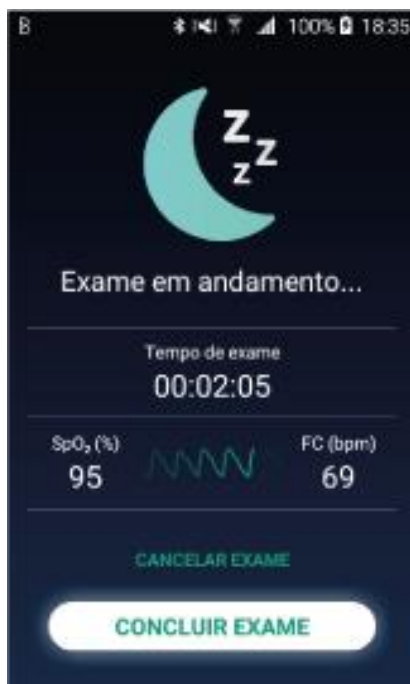 B 100% 18:35
z z z
Exame em andamento...
Tempo de exame
00:02:05
SpO₂ (%) FC (bpm)
95 69
CANCELAR EXAME
CONCLUIR EXAME